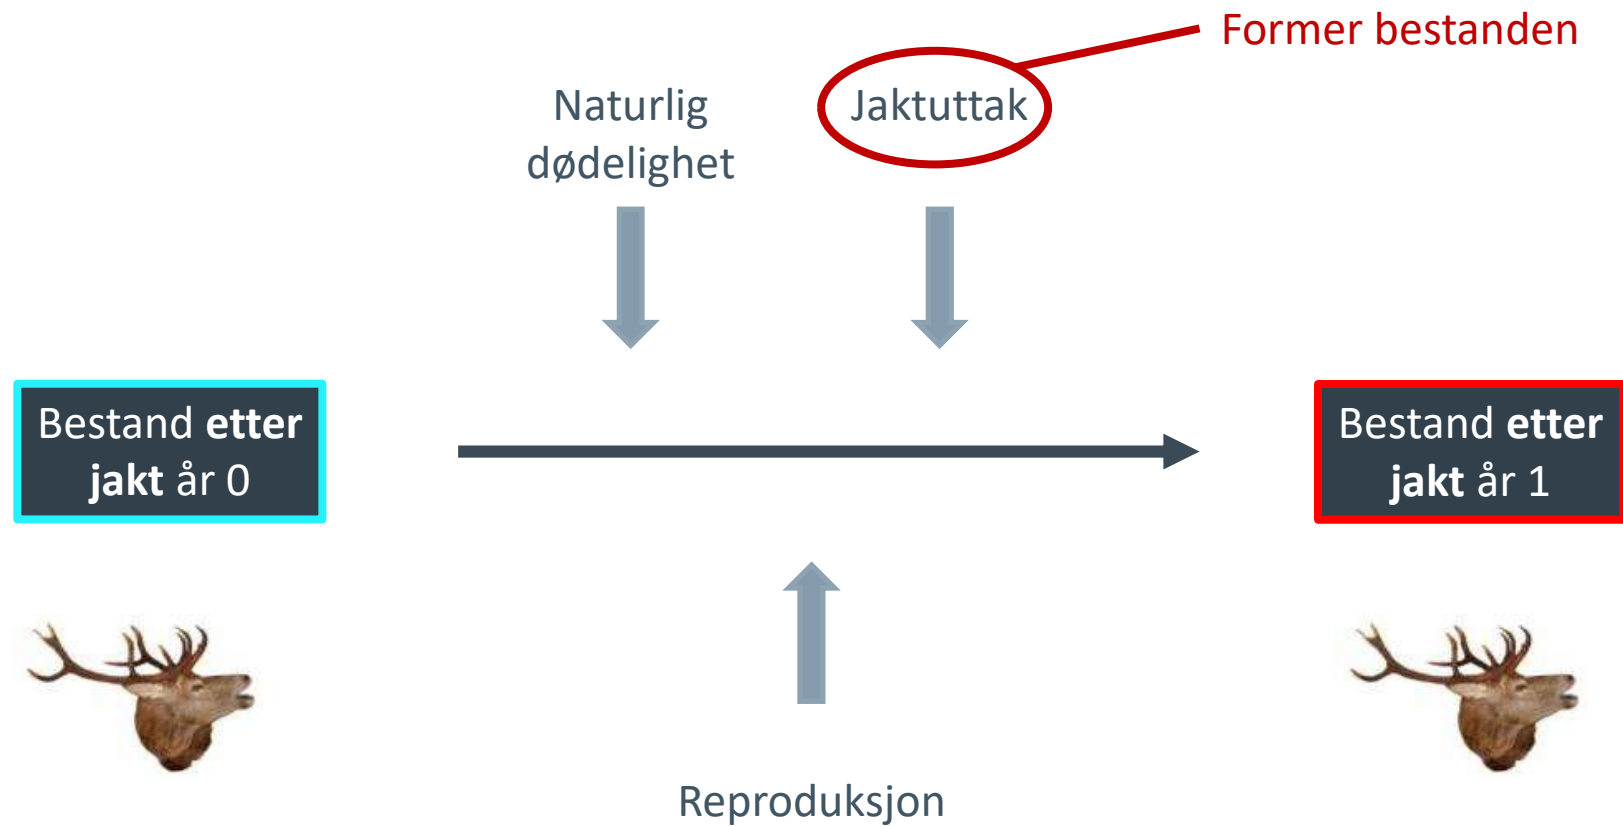 Former bestanden
Naturlig
dødelighet
Jaktuttak
Bestand etter
jakt år 0
Bestand etter
jakt år 1
Reproduksjon